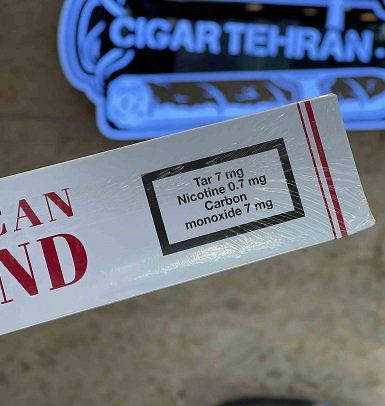 CIGAR TEHRAN
EAN
ND
Tar 7 mg
Nicotine 0.7 mg
Carbon
monoxide 7 mg